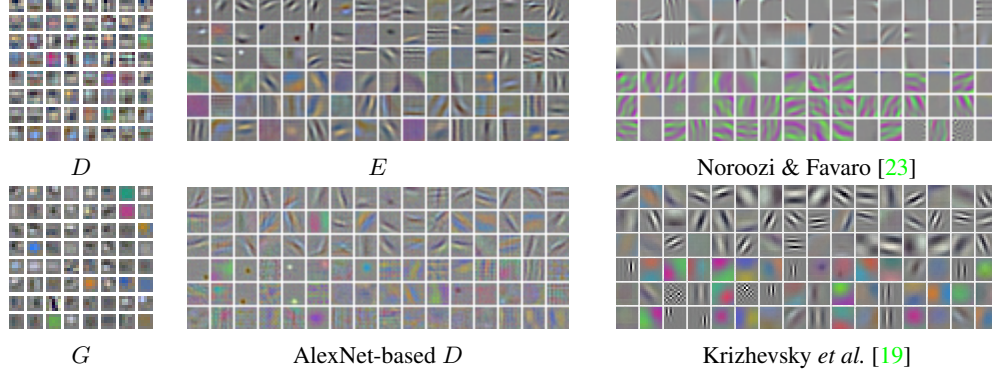 D
E
Noroozi & Favaro [23]
G
AlexNet-based D
Krizhevsky et al. [19]